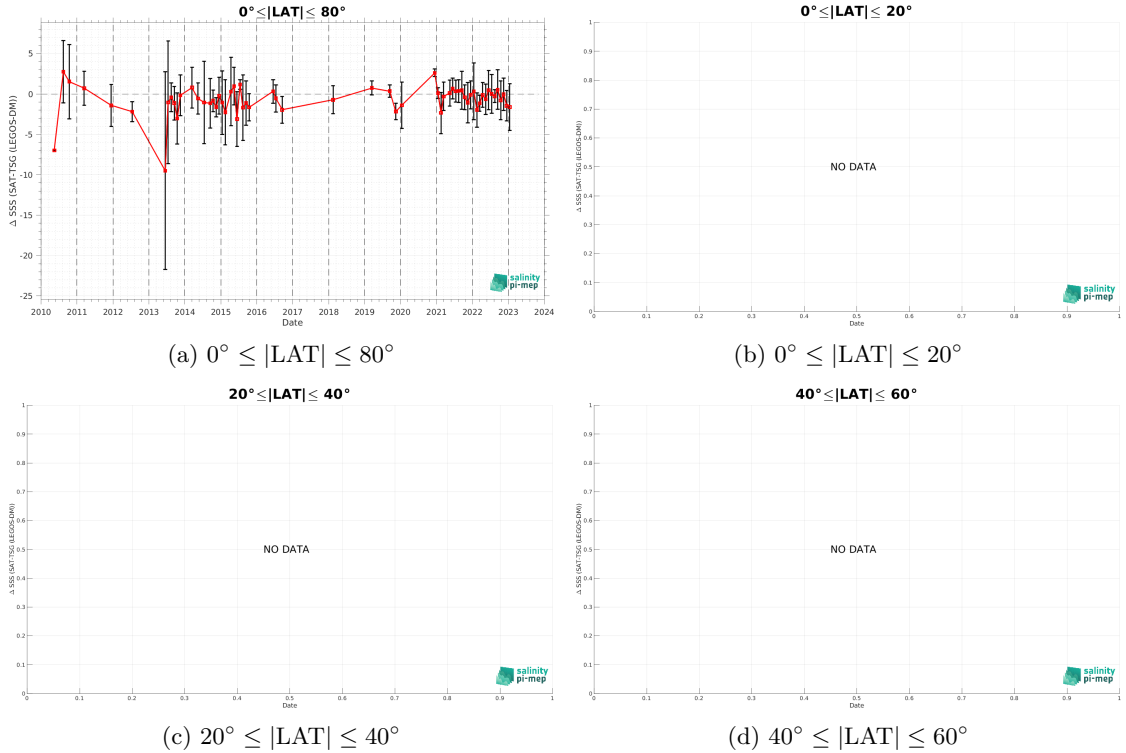 0°≤|LAT|≤ 80°
Δ SSS (SAT-TSG (LEGOS-DM))
5
0
-5
-10
-15
-20
-25
2010 2011 2012 2013 2014 2015 2016 2017 2018 2019 2020 2021 2022 2023 2024
Date
salinity
pi-mep
(a) 0° ≤ |LAT| ≤ 80°
0°≤|LAT|≤ 20°
Δ SSS (SAT-TSG (LEGOS-DM))
1
0.9
0.8
0.7
0.6
0.5
0.4
0.3
0.2
0.1
0
NO DATA
0 0.1 0.2 0.3 0.4 0.5 0.6 0.7 0.8 0.9 1
Date
salinity
pi-mep
(b) 0° ≤ |LAT| ≤ 20°
20°≤|LAT|≤ 40°
Δ SSS (SAT-TSG (LEGOS-DM))
1
0.9
0.8
0.7
0.6
0.5
0.4
0.3
0.2
0.1
0
NO DATA
0 0.1 0.2 0.3 0.4 0.5 0.6 0.7 0.8 0.9 1
Date
salinity
pi-mep
(c) 20° ≤ |LAT| ≤ 40°
40°≤|LAT|≤ 60°
Δ SSS (SAT-TSG (LEGOS-DM))
1
0.9
0.8
0.7
0.6
0.5
0.4
0.3
0.2
0.1
0
NO DATA
0 0.1 0.2 0.3 0.4 0.5 0.6 0.7 0.8 0.9 1
Date
salinity
pi-mep
(d) 40° ≤ |LAT| ≤ 60°